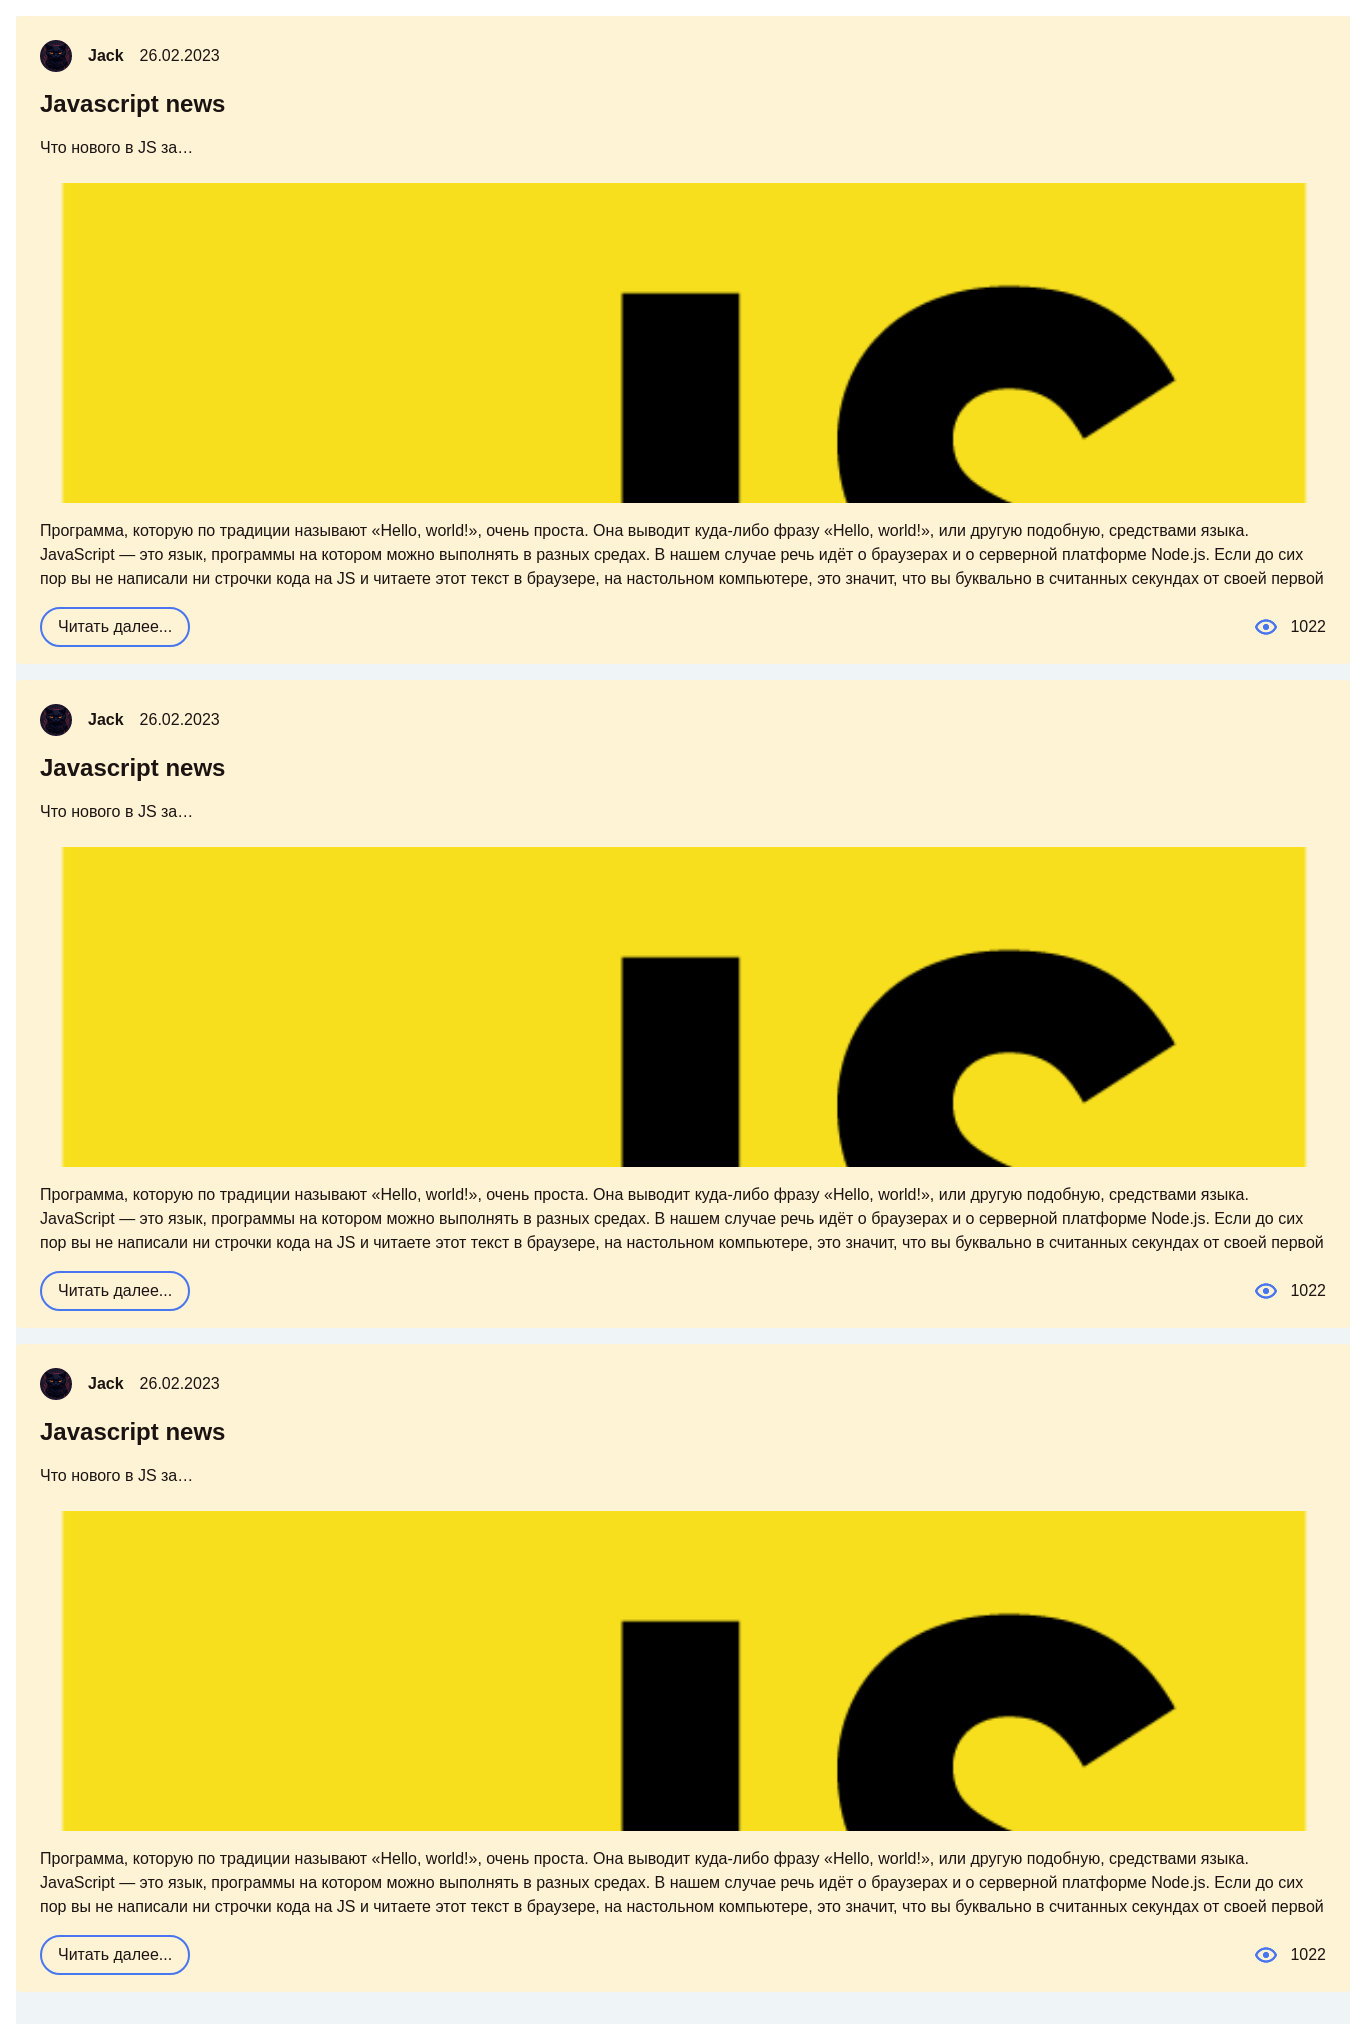 Jack 26.02.2023
Javascript news
Что нового в JS за…
JS
Программа, которую по традиции называют «Hello, world!», очень проста. Она выводит куда-либо фразу «Hello, world!», или другую подобную, средствами языка.
JavaScript — это язык, программы на котором можно выполнять в разных средах. В нашем случае речь идёт о браузерах и о серверной платформе Node.js. Если до сих
пор вы не написали ни строчки кода на JS и читаете этот текст в браузере, на настольном компьютере, это значит, что вы буквально в считанных секундах от своей первой
Читать далее... 1022
Jack 26.02.2023
Javascript news
Что нового в JS за…
JS
Программа, которую по традиции называют «Hello, world!», очень проста. Она выводит куда-либо фразу «Hello, world!», или другую подобную, средствами языка.
JavaScript — это язык, программы на котором можно выполнять в разных средах. В нашем случае речь идёт о браузерах и о серверной платформе Node.js. Если до сих
пор вы не написали ни строчки кода на JS и читаете этот текст в браузере, на настольном компьютере, это значит, что вы буквально в считанных секундах от своей первой
Читать далее... 1022
Jack 26.02.2023
Javascript news
Что нового в JS за…
JS
Программа, которую по традиции называют «Hello, world!», очень проста. Она выводит куда-либо фразу «Hello, world!», или другую подобную, средствами языка.
JavaScript — это язык, программы на котором можно выполнять в разных средах. В нашем случае речь идёт о браузерах и о серверной платформе Node.js. Если до сих
пор вы не написали ни строчки кода на JS и читаете этот текст в браузере, на настольном компьютере, это значит, что вы буквально в считанных секундах от своей первой
Читать далее... 1022